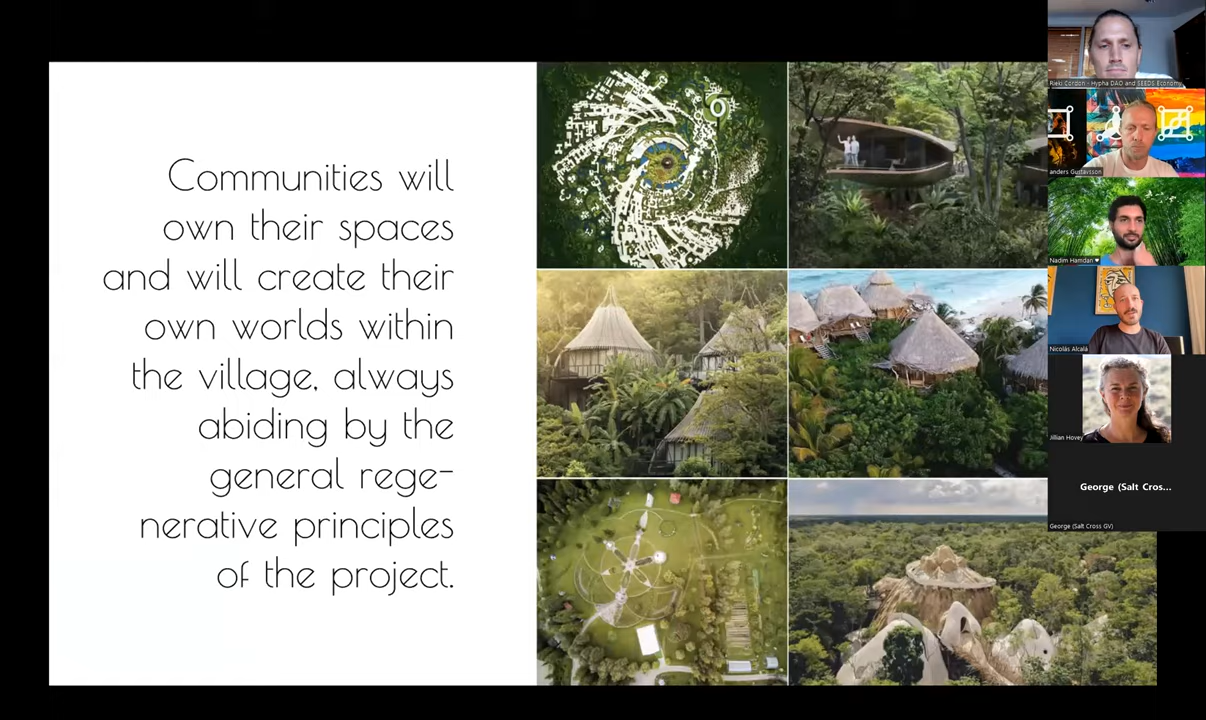 Communities will
own their spaces
and will create their
own worlds within
the village, always
abiding by the
general rege-
nerative principles
of the project.
Rieki Cordon - Hypha DAO and SEEDS Economy
anders Gustavsson
Nadim Hamdan ♥
Nicolás Alcalá
Jillian Hovey
George (Salt Cros...
George (Salt Cross GV)